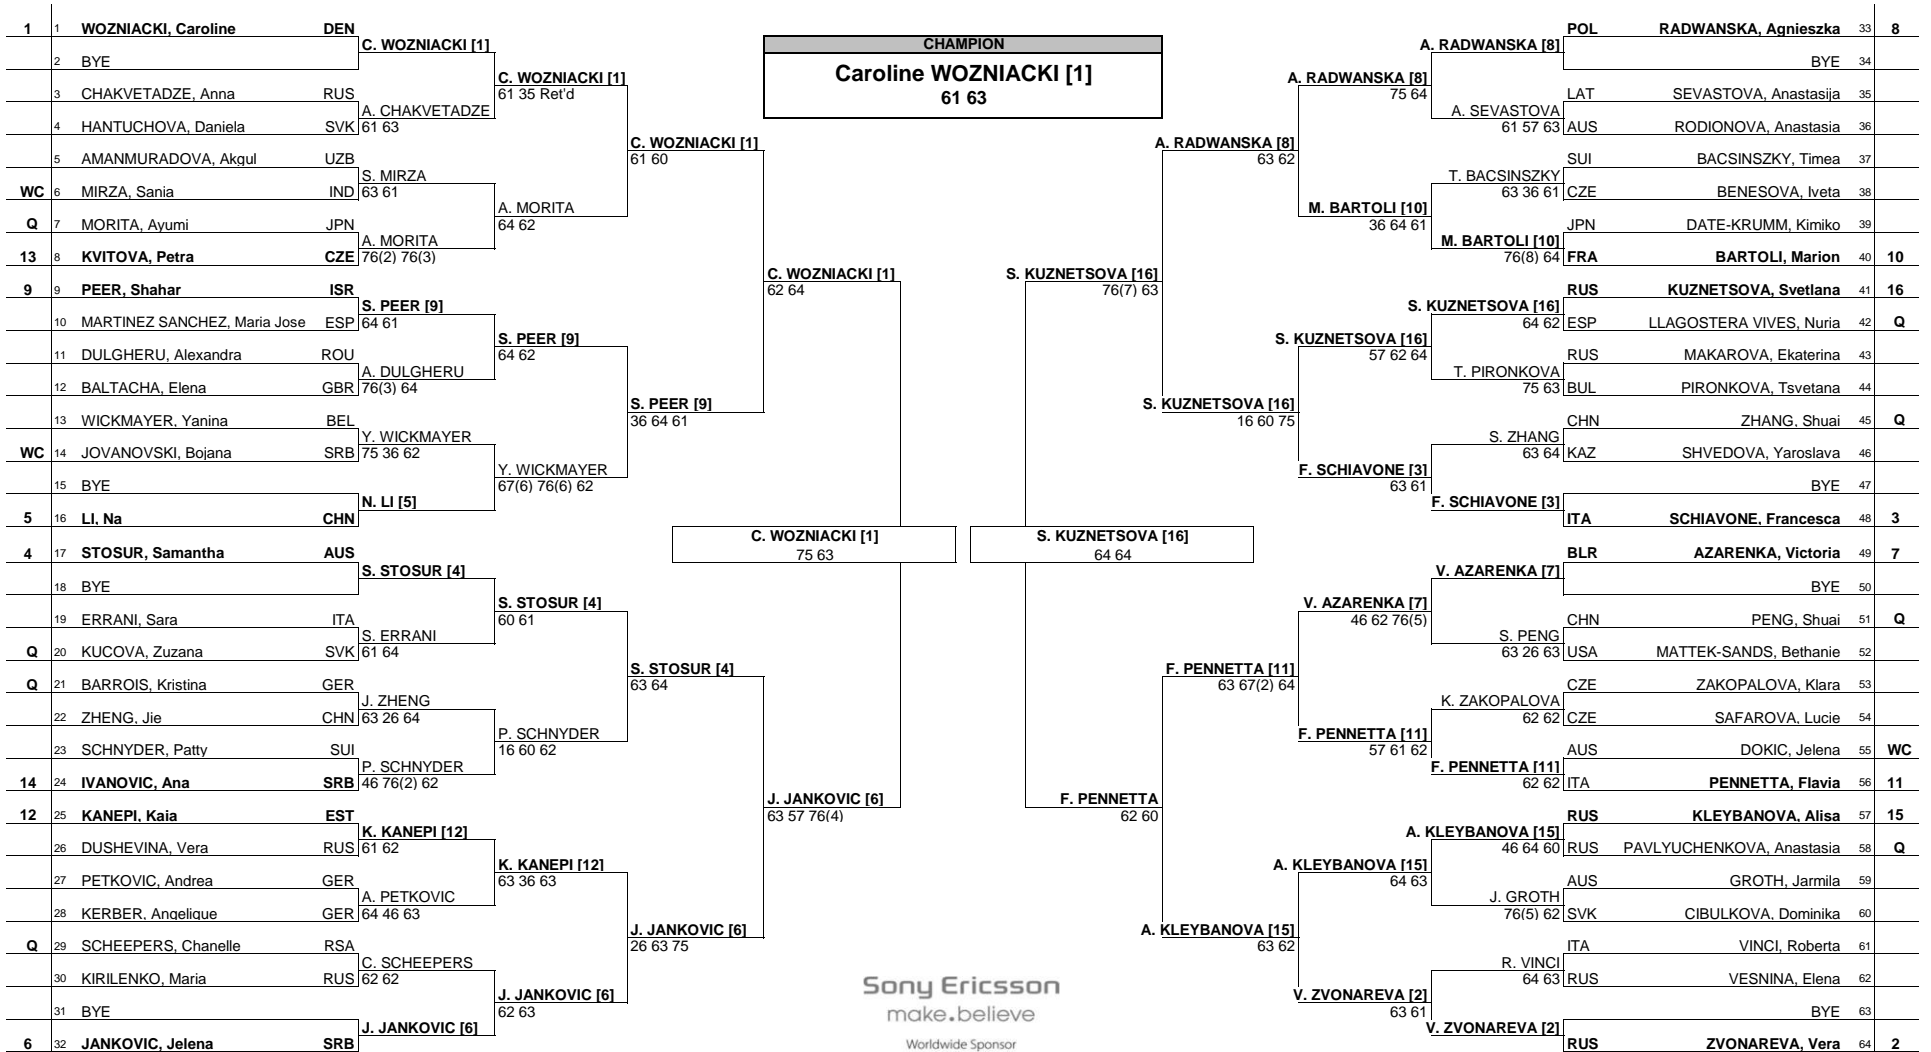 1 1 WOZNIACKI, Caroline DEN
2 BYE
3 CHAKVETADZE, Anna RUS
4 HANTUCHOVA, Daniela SVK
5 AMANMURADOVA, Akgul UZB
WC 6 MIRZA, Sania IND
Q 7 MORITA, Ayumi JPN
13 8 KVITOVA, Petra CZE
9 9 PEER, Shahar ISR
10 MARTINEZ SANCHEZ, Maria Jose ESP
11 DULGHERU, Alexandra ROU
12 BALTACHA, Elena GBR
13 WICKMAYER, Yanina BEL
WC 14 JOVANOVSKI, Bojana SRB
15 BYE
5 16 LI, Na CHN
4 17 STOSUR, Samantha AUS
18 BYE
19 ERRANI, Sara ITA
Q 20 KUCOVA, Zuzana SVK
Q 21 BARROIS, Kristina GER
22 ZHENG, Jie CHN
23 SCHNYDER, Patty SUI
14 24 IVANOVIC, Ana SRB
12 25 KANEPI, Kaia EST
26 DUSHEVINA, Vera RUS
27 PETKOVIC, Andrea GER
28 KERBER, Angelique GER
Q 29 SCHEEPERS, Chanelle RSA
30 KIRILENKO, Maria RUS
31 BYE
6 32 JANKOVIC, Jelena SRB
C. WOZNIACKI [1]
A. CHAKVETADZE
61 63
S. MIRZA
63 61
A. MORITA
76(2) 76(3)
S. PEER [9]
64 61
A. DULGHERU
76(3) 64
Y. WICKMAYER
75 36 62
N. LI [5]
S. STOSUR [4]
S. ERRANI
61 64
J. ZHENG
63 26 64
P. SCHNYDER
46 76(2) 62
K. KANEPI [12]
61 62
A. PETKOVIC
64 46 63
C. SCHEEPERS
62 62
J. JANKOVIC [6]
C. WOZNIACKI [1]
61 35 Ret'd
A. MORITA
64 62
S. PEER [9]
64 62
Y. WICKMAYER
67(6) 76(6) 62
S. STOSUR [4]
60 61
P. SCHNYDER
16 60 62
K. KANEPI [12]
63 36 63
J. JANKOVIC [6]
62 63
C. WOZNIACKI [1]
61 60
S. PEER [9]
36 64 61
S. STOSUR [4]
63 64
J. JANKOVIC [6]
26 63 75
C. WOZNIACKI [1]
62 64
J. JANKOVIC [6]
63 57 76(4)
C. WOZNIACKI [1]
75 63
CHAMPION
Caroline WOZNIACKI [1]
61 63
S. KUZNETSOVA [16]
64 64
S. KUZNETSOVA [16]
76(7) 63
F. PENNETTA
62 60
A. RADWANSKA [8]
63 62
S. KUZNETSOVA [16]
16 60 75
F. PENNETTA [11]
63 67(2) 64
A. KLEYBANOVA [15]
63 62
A. RADWANSKA [8]
75 64
M. BARTOLI [10]
36 64 61
S. KUZNETSOVA [16]
57 62 64
F. SCHIAVONE [3]
63 61
V. AZARENKA [7]
46 62 76(5)
F. PENNETTA [11]
57 61 62
A. KLEYBANOVA [15]
64 63
V. ZVONAREVA [2]
63 61
A. RADWANSKA [8]
A. SEVASTOVA
61 57 63
T. BACSINSZKY
63 36 61
M. BARTOLI [10]
76(8) 64
S. KUZNETSOVA [16]
64 62
T. PIRONKOVA
75 63
S. ZHANG
63 64
F. SCHIAVONE [3]
V. AZARENKA [7]
S. PENG
63 26 63
K. ZAKOPALOVA
62 62
F. PENNETTA [11]
62 62
A. KLEYBANOVA [15]
46 64 60
J. GROTH
76(5) 62
R. VINCI
64 63
V. ZVONAREVA [2]
POL RADWANSKA, Agnieszka 33 8
BYE 34
LAT SEVASTOVA, Anastasija 35
AUS RODIONOVA, Anastasia 36
SUI BACSINSZKY, Timea 37
CZE BENESOVA, Iveta 38
JPN DATE-KRUMM, Kimiko 39
FRA BARTOLI, Marion 40 10
RUS KUZNETSOVA, Svetlana 41 16
ESP LLAGOSTERA VIVES, Nuria 42 Q
RUS MAKAROVA, Ekaterina 43
BUL PIRONKOVA, Tsvetana 44
CHN ZHANG, Shuai 45 Q
KAZ SHVEDOVA, Yaroslava 46
BYE 47
ITA SCHIAVONE, Francesca 48 3
BLR AZARENKA, Victoria 49 7
BYE 50
CHN PENG, Shuai 51 Q
USA MATTEK-SANDS, Bethanie 52
CZE ZAKOPALOVA, Klara 53
CZE SAFAROVA, Lucie 54
AUS DOKIC, Jelena 55 WC
ITA PENNETTA, Flavia 56 11
RUS KLEYBANOVA, Alisa 57 15
RUS PAVLYUCHENKOVA, Anastasia 58 Q
AUS GROTH, Jarmila 59
SVK CIBULKOVA, Dominika 60
ITA VINCI, Roberta 61
RUS VESNINA, Elena 62
BYE 63
RUS ZVONAREVA, Vera 64 2
Sony Ericsson
make.believe
Worldwide Sponsor